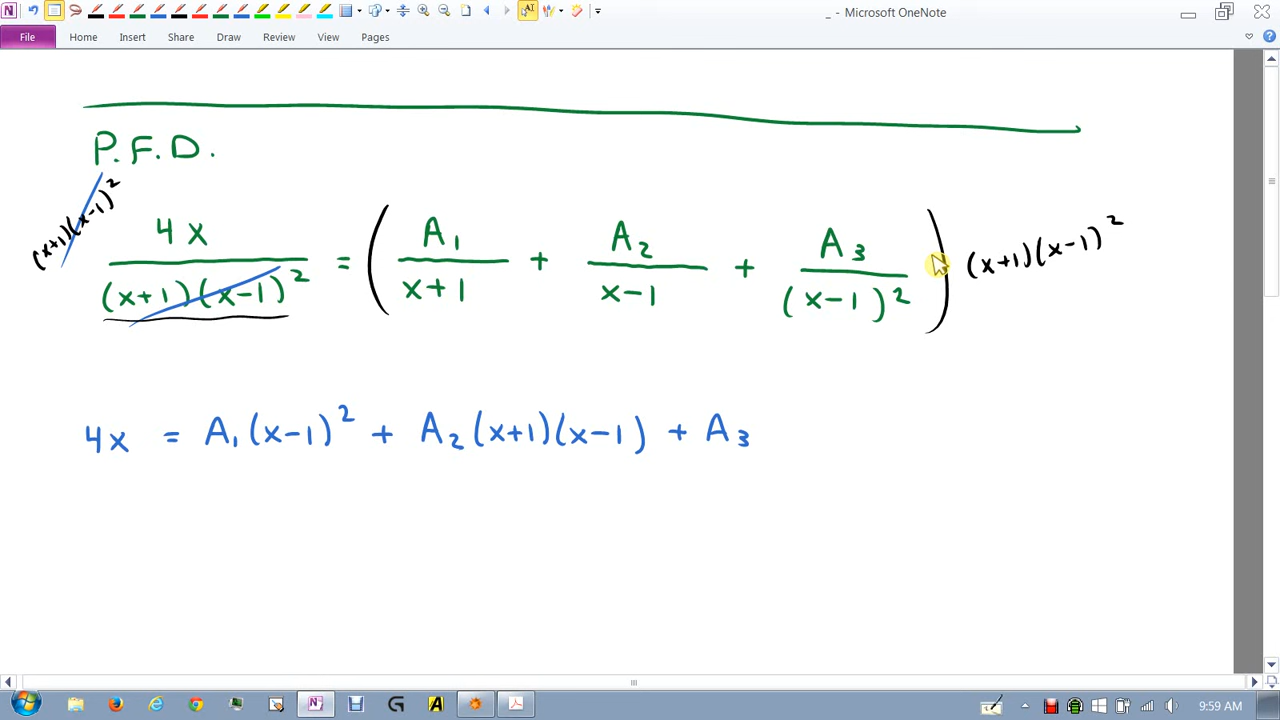 _ - Microsoft OneNote
File Home Insert Share Draw Review View Pages
P.F.D.
(x+1)(x-1)² 4x / (x+1)(x-1)² = ( A₁ / x+1 + A₂ / x-1 + A₃ / (x-1)² ) (x+1)(x-1)²
4x = A₁(x-1)² + A₂(x+1)(x-1) + A₃
9:59 AM